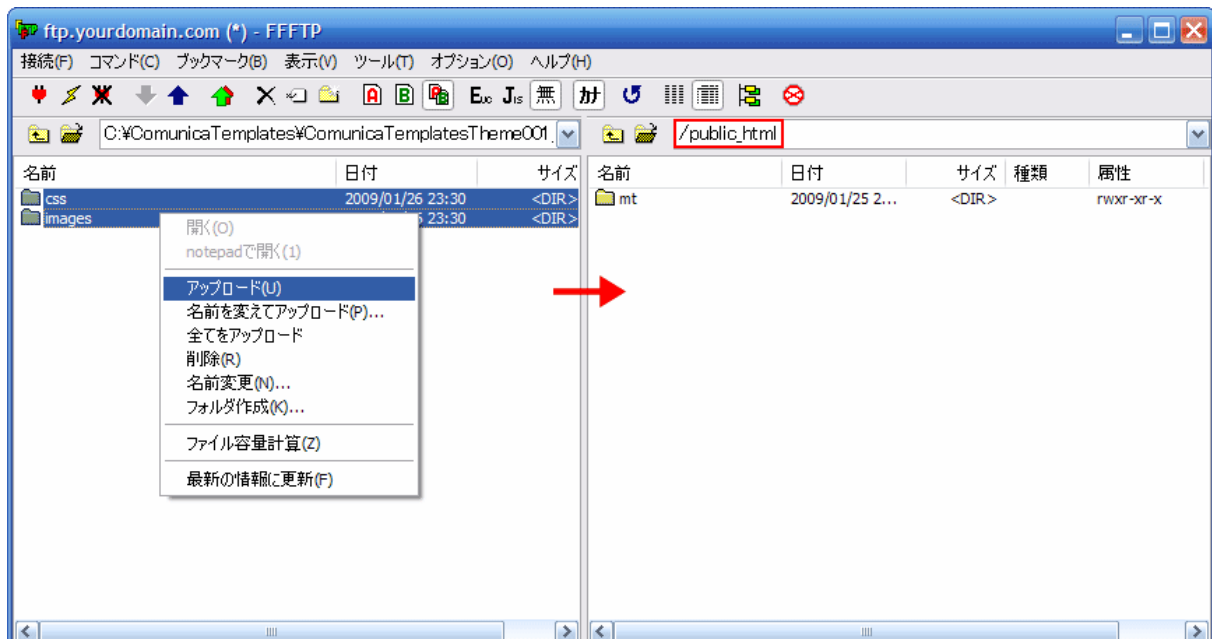 ftp.yourdomain.com (*) - FFFTP
接続(F) コマンド(C) ブックマーク(B) 表示(V) ツール(T) オプション(O) ヘルプ(H)
A B Euc JIS 無 カナ
C:¥ComunicaTemplates¥ComunicaTemplatesTheme001. /public_html
名前 日付 サイズ 名前 日付 サイズ 種類 属性
css 2009/01/26 23:30 <DIR> mt 2009/01/25 2... <DIR> rwxr-xr-x
images 23:30 <DIR>
開く(O)
notepadで開く(1)
アップロード(U)
名前を変えてアップロード(P)...
全てをアップロード
削除(R)
名前変更(N)...
フォルダ作成(K)...
ファイル容量計算(Z)
最新の情報に更新(F)